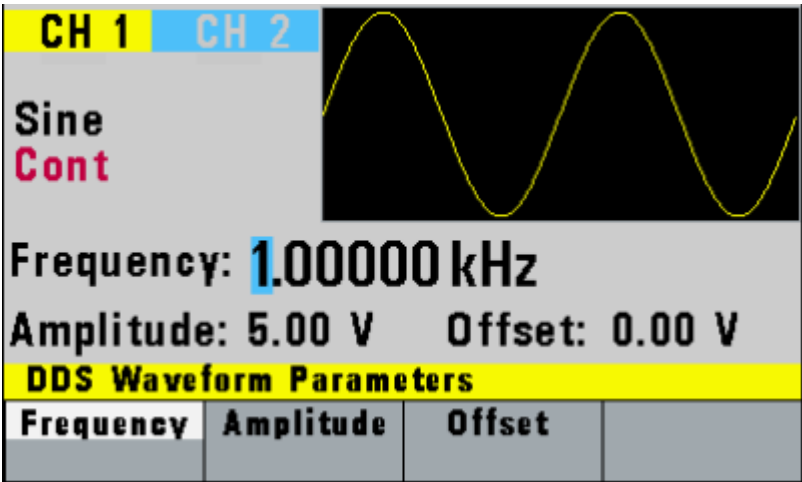 CH 1 CH 2
Sine
Cont
Frequency: 1.00000 kHz
Amplitude: 5.00 V Offset: 0.00 V
DDS Waveform Parameters
Frequency Amplitude Offset